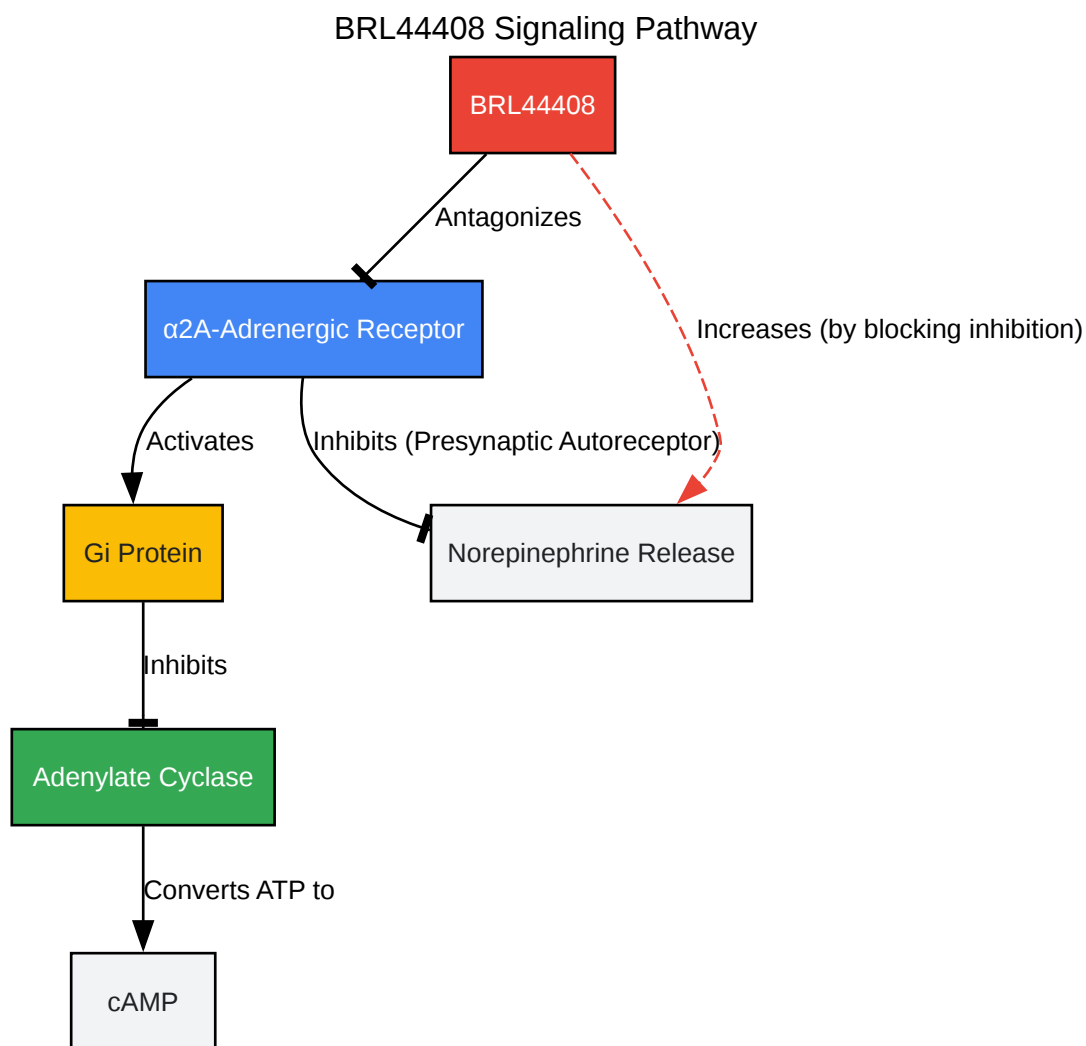 BRL44408 Signaling Pathway
BRL44408
Antagonizes
α2A-Adrenergic Receptor
Increases (by blocking inhibition)
Activates
Inhibits (Presynaptic Autoreceptor)
Gi Protein
Norepinephrine Release
Inhibits
Adenylate Cyclase
Converts ATP to
cAMP